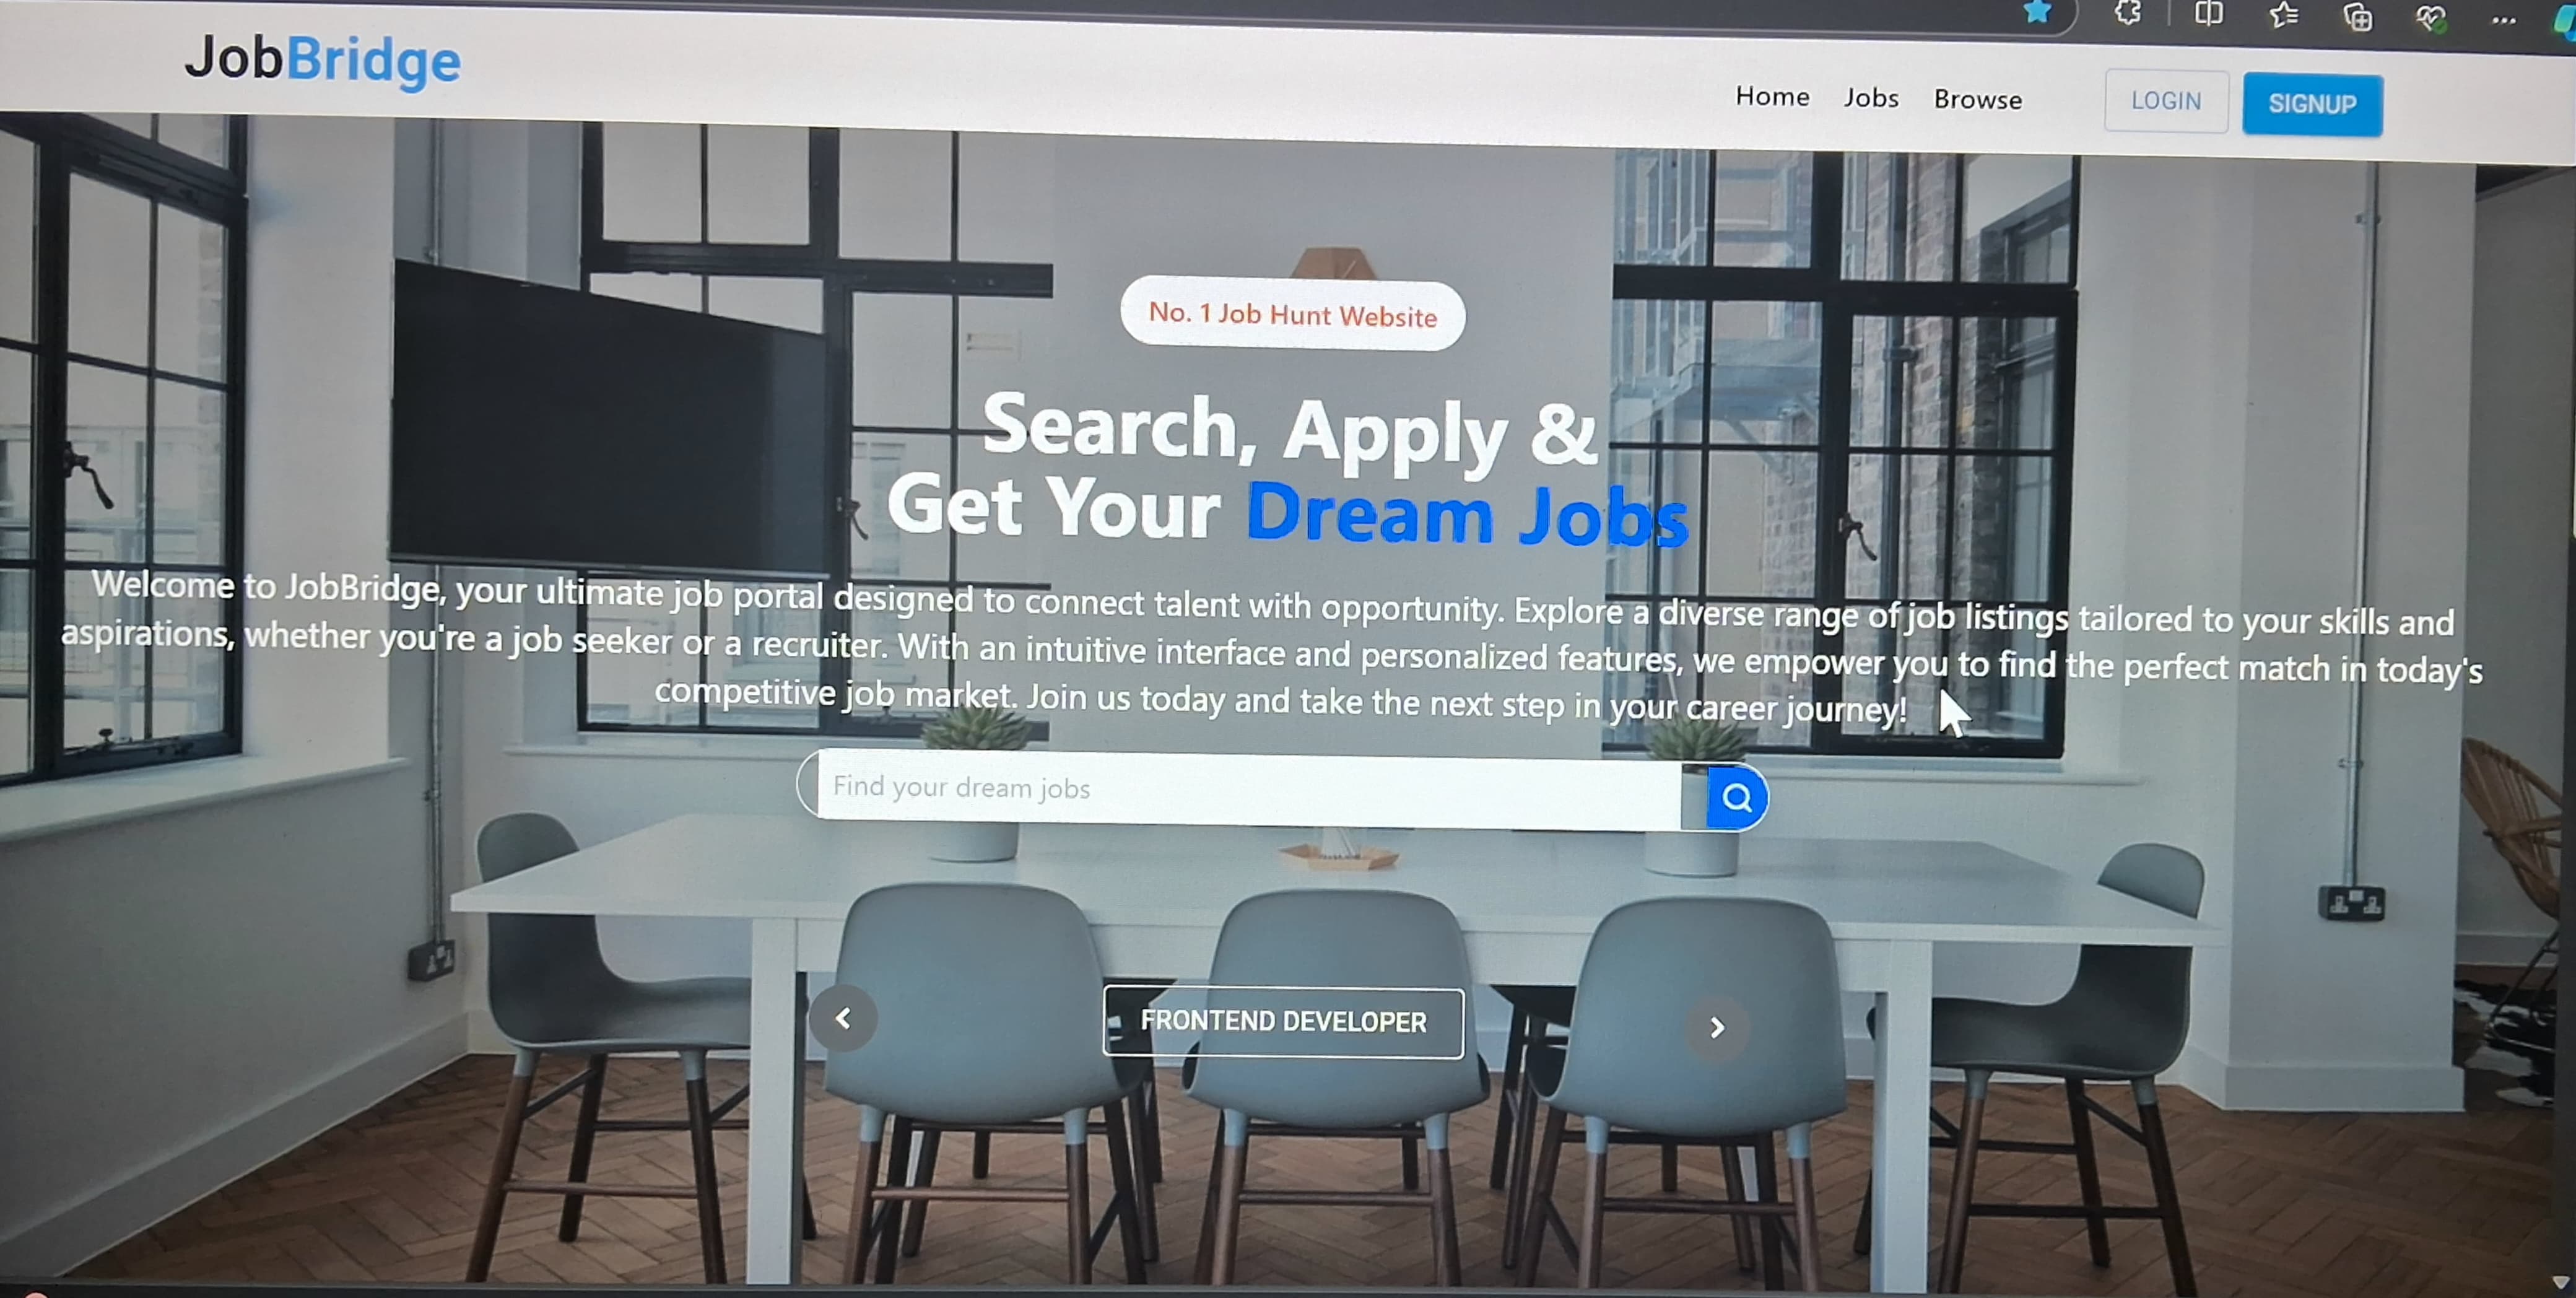 JobBridge
Home Jobs Browse LOGIN SIGNUP
No. 1 Job Hunt Website
Search, Apply &
Get Your Dream Jobs
Welcome to JobBridge, your ultimate job portal designed to connect talent with opportunity. Explore a diverse range of job listings tailored to your skills and
aspirations, whether you're a job seeker or a recruiter. With an intuitive interface and personalized features, we empower you to find the perfect match in today's
competitive job market. Join us today and take the next step in your career journey!
Find your dream jobs
FRONTEND DEVELOPER